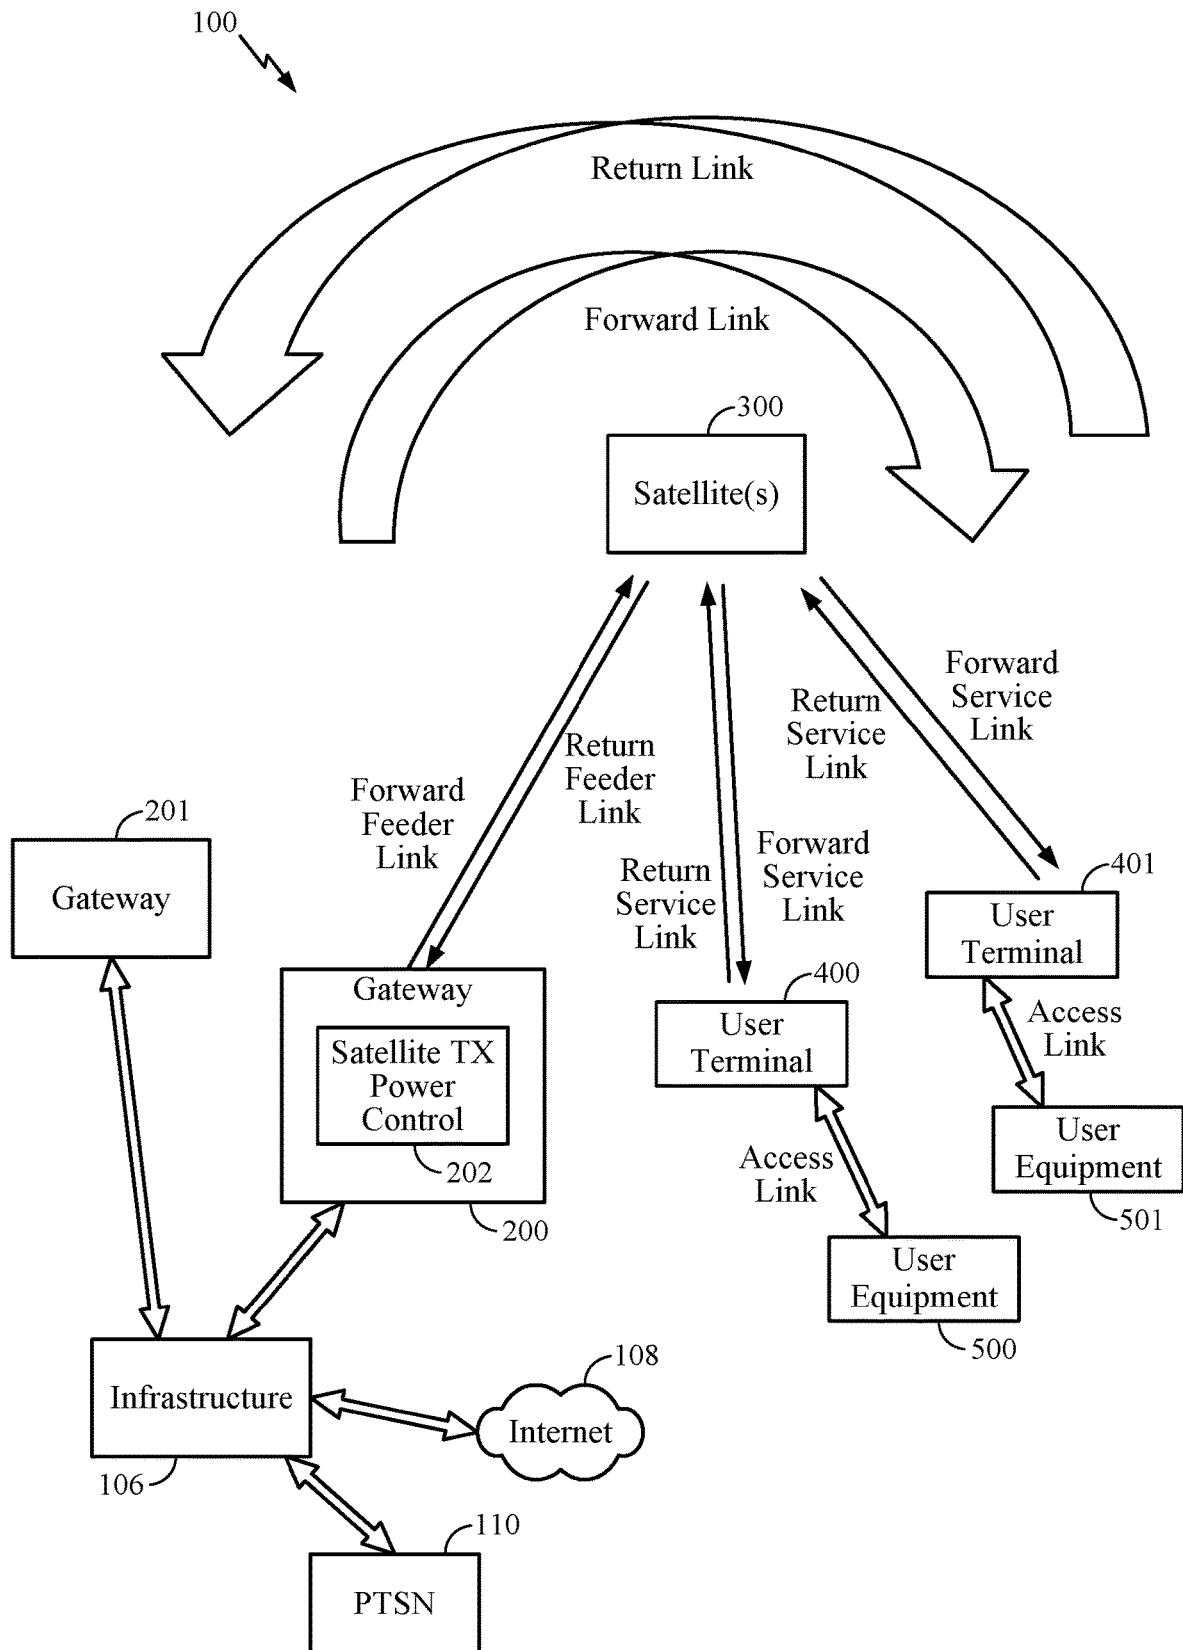 100
Return Link
Forward Link
300
Satellite(s)
Forward
Service
Link
Return
Service
Link
Return
Feeder
Link
Forward
Feeder
Link
Forward
Service
Link
Return
Service
Link
201
Gateway
401
User
Terminal
Gateway
Satellite TX
Power
Control
202
200
400
User
Terminal
Access
Link
User
Equipment
501
Access
Link
User
Equipment
500
Infrastructure
106
108
Internet
110
PTSN